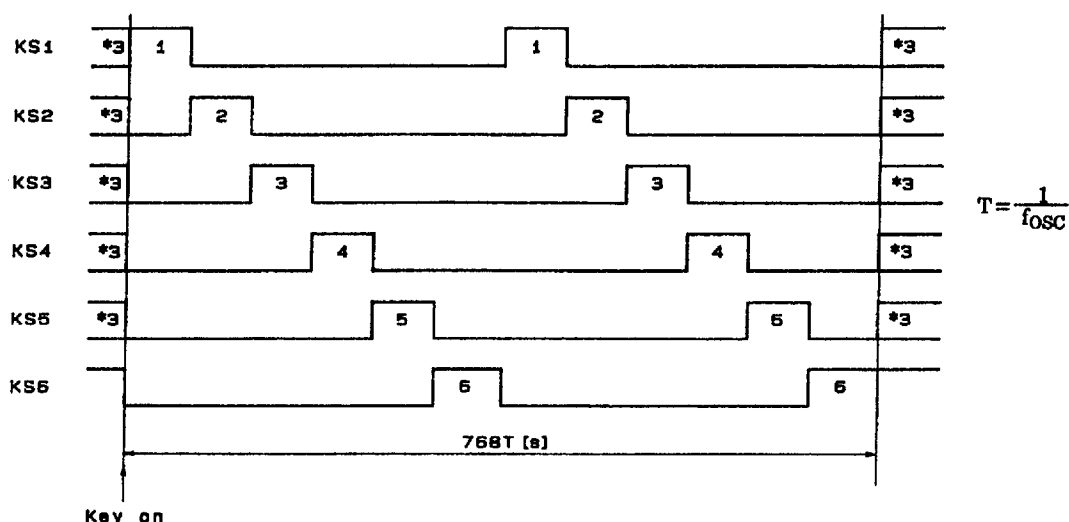 KS1 *3 1 1 *3
KS2 *3 2 2 *3
KS3 *3 3 3 *3
T = 1/fOSC
KS4 *3 4 4 *3
KS5 *3 5 5 *3
KS6 6 6
768T [s]
Key on